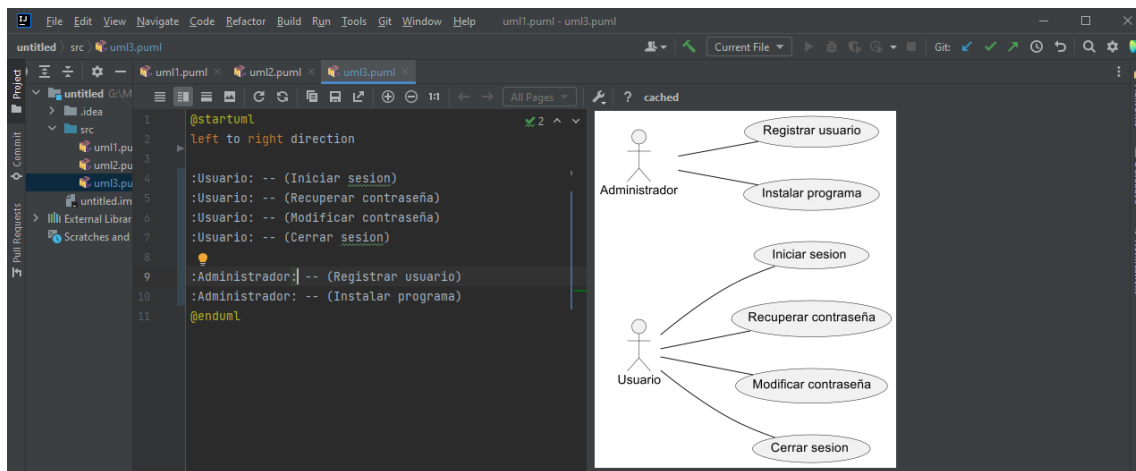 File Edit View Navigate Code Refactor Build Run Tools Git Window Help uml1.puml - uml3.puml
untitled src uml3.puml Current File Git:
Project uml1.puml uml2.puml uml3.puml
untitled G:\M 1:1 All Pages ? cached
.idea
src
uml1.pu
uml2.pu
uml3.pu
untitled.im
External Librar
Scratches and
Commit
Pull Requests
1 @startuml 2
2 left to right direction
3
4 :Usuario: -- (Iniciar sesion)
5 :Usuario: -- (Recuperar contraseña)
6 :Usuario: -- (Modificar contraseña)
7 :Usuario: -- (Cerrar sesion)
8
9 :Administrador: -- (Registrar usuario)
10 :Administrador: -- (Instalar programa)
11 @enduml
Registrar usuario
Administrador
Instalar programa
Iniciar sesion
Recuperar contraseña
Usuario
Modificar contraseña
Cerrar sesion